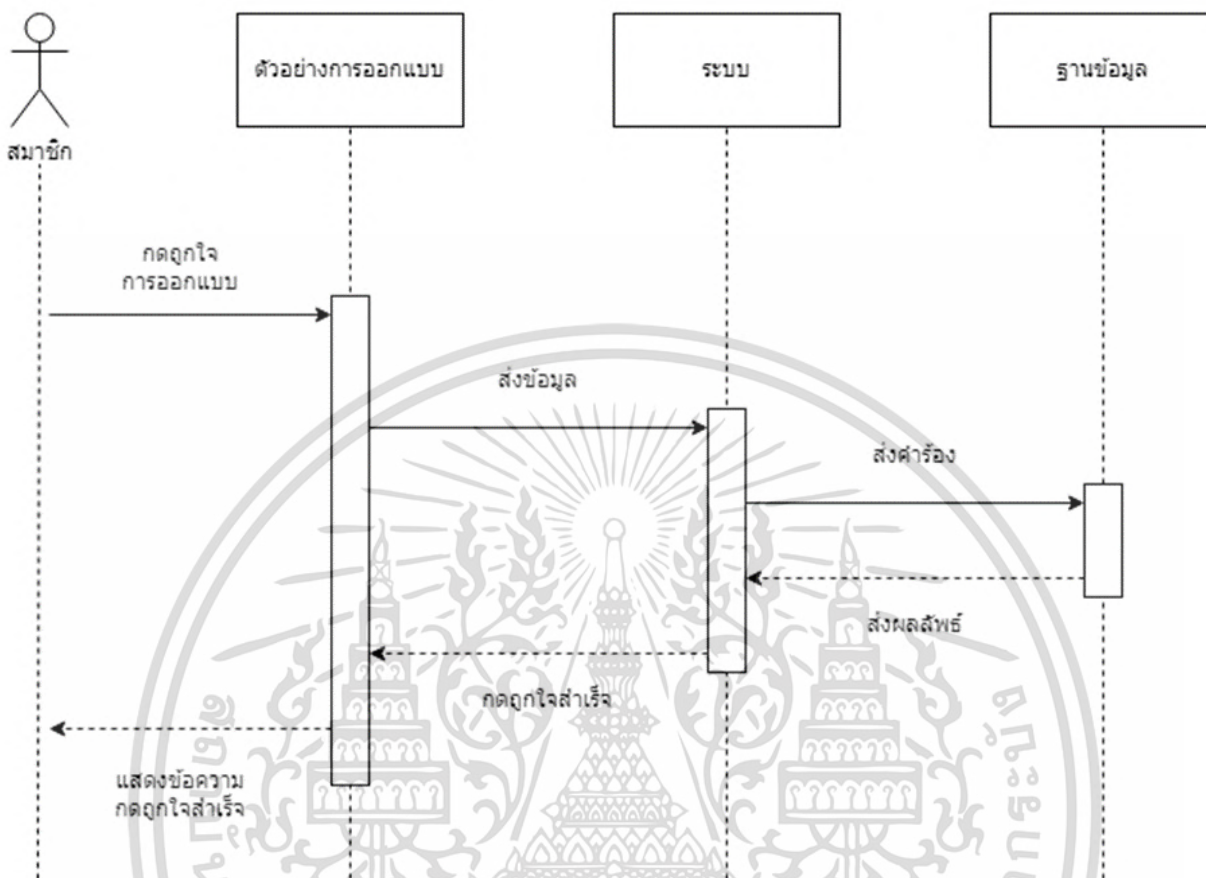 ตัวอย่างการออกแบบ
ระบบ
ฐานข้อมูล
สมาชิก
กดถูกใจ
การออกแบบ
ส่งข้อมูล
ส่งคำร้อง
ส่งผลลัพธ์
กดถูกใจสำเร็จ
แสดงข้อความ
กดถูกใจสำเร็จ